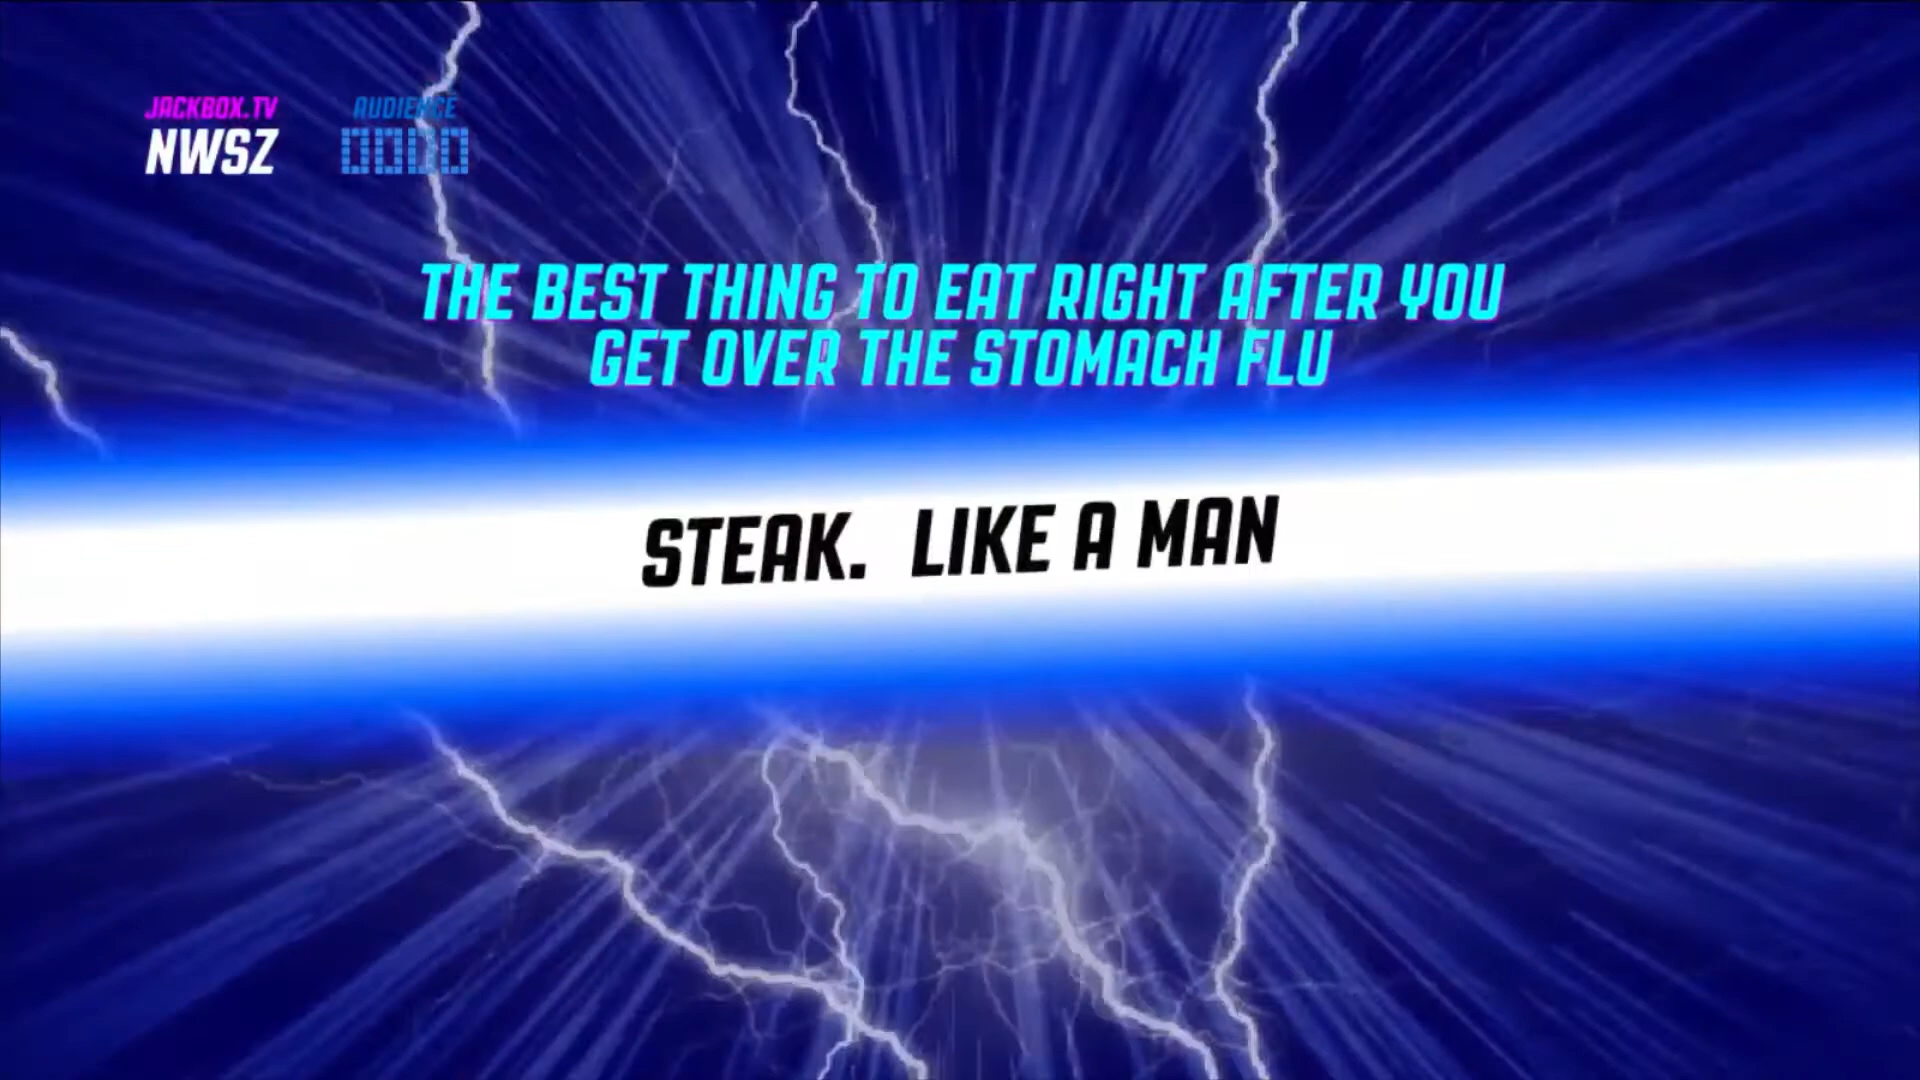 JACKBOX.TV
NWSZ
AUDIENCE
0000
THE BEST THING TO EAT RIGHT AFTER YOU
GET OVER THE STOMACH FLU
STEAK. LIKE A MAN